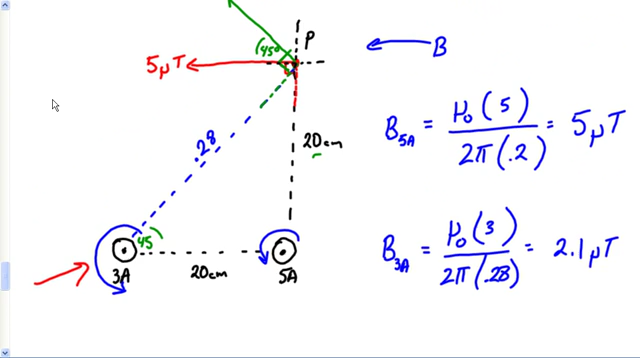 P
45°
5μT
B
B5A = μ0(5) / 2π(.2) = 5μT
.28
20cm
45
3A
20cm
5A
B3A = μ0(3) / 2π(.28) = 2.1μT